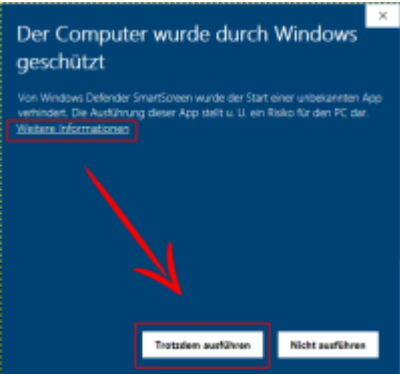 Der Computer wurde durch Windows
geschützt
Von Windows Defender SmartScreen wurde der Start einer unbekannten App
verhindert. Die Ausführung dieser App stellt u. U. ein Risiko für den PC dar.
Weitere Informationen
Trotzdem ausführen
Nicht ausführen